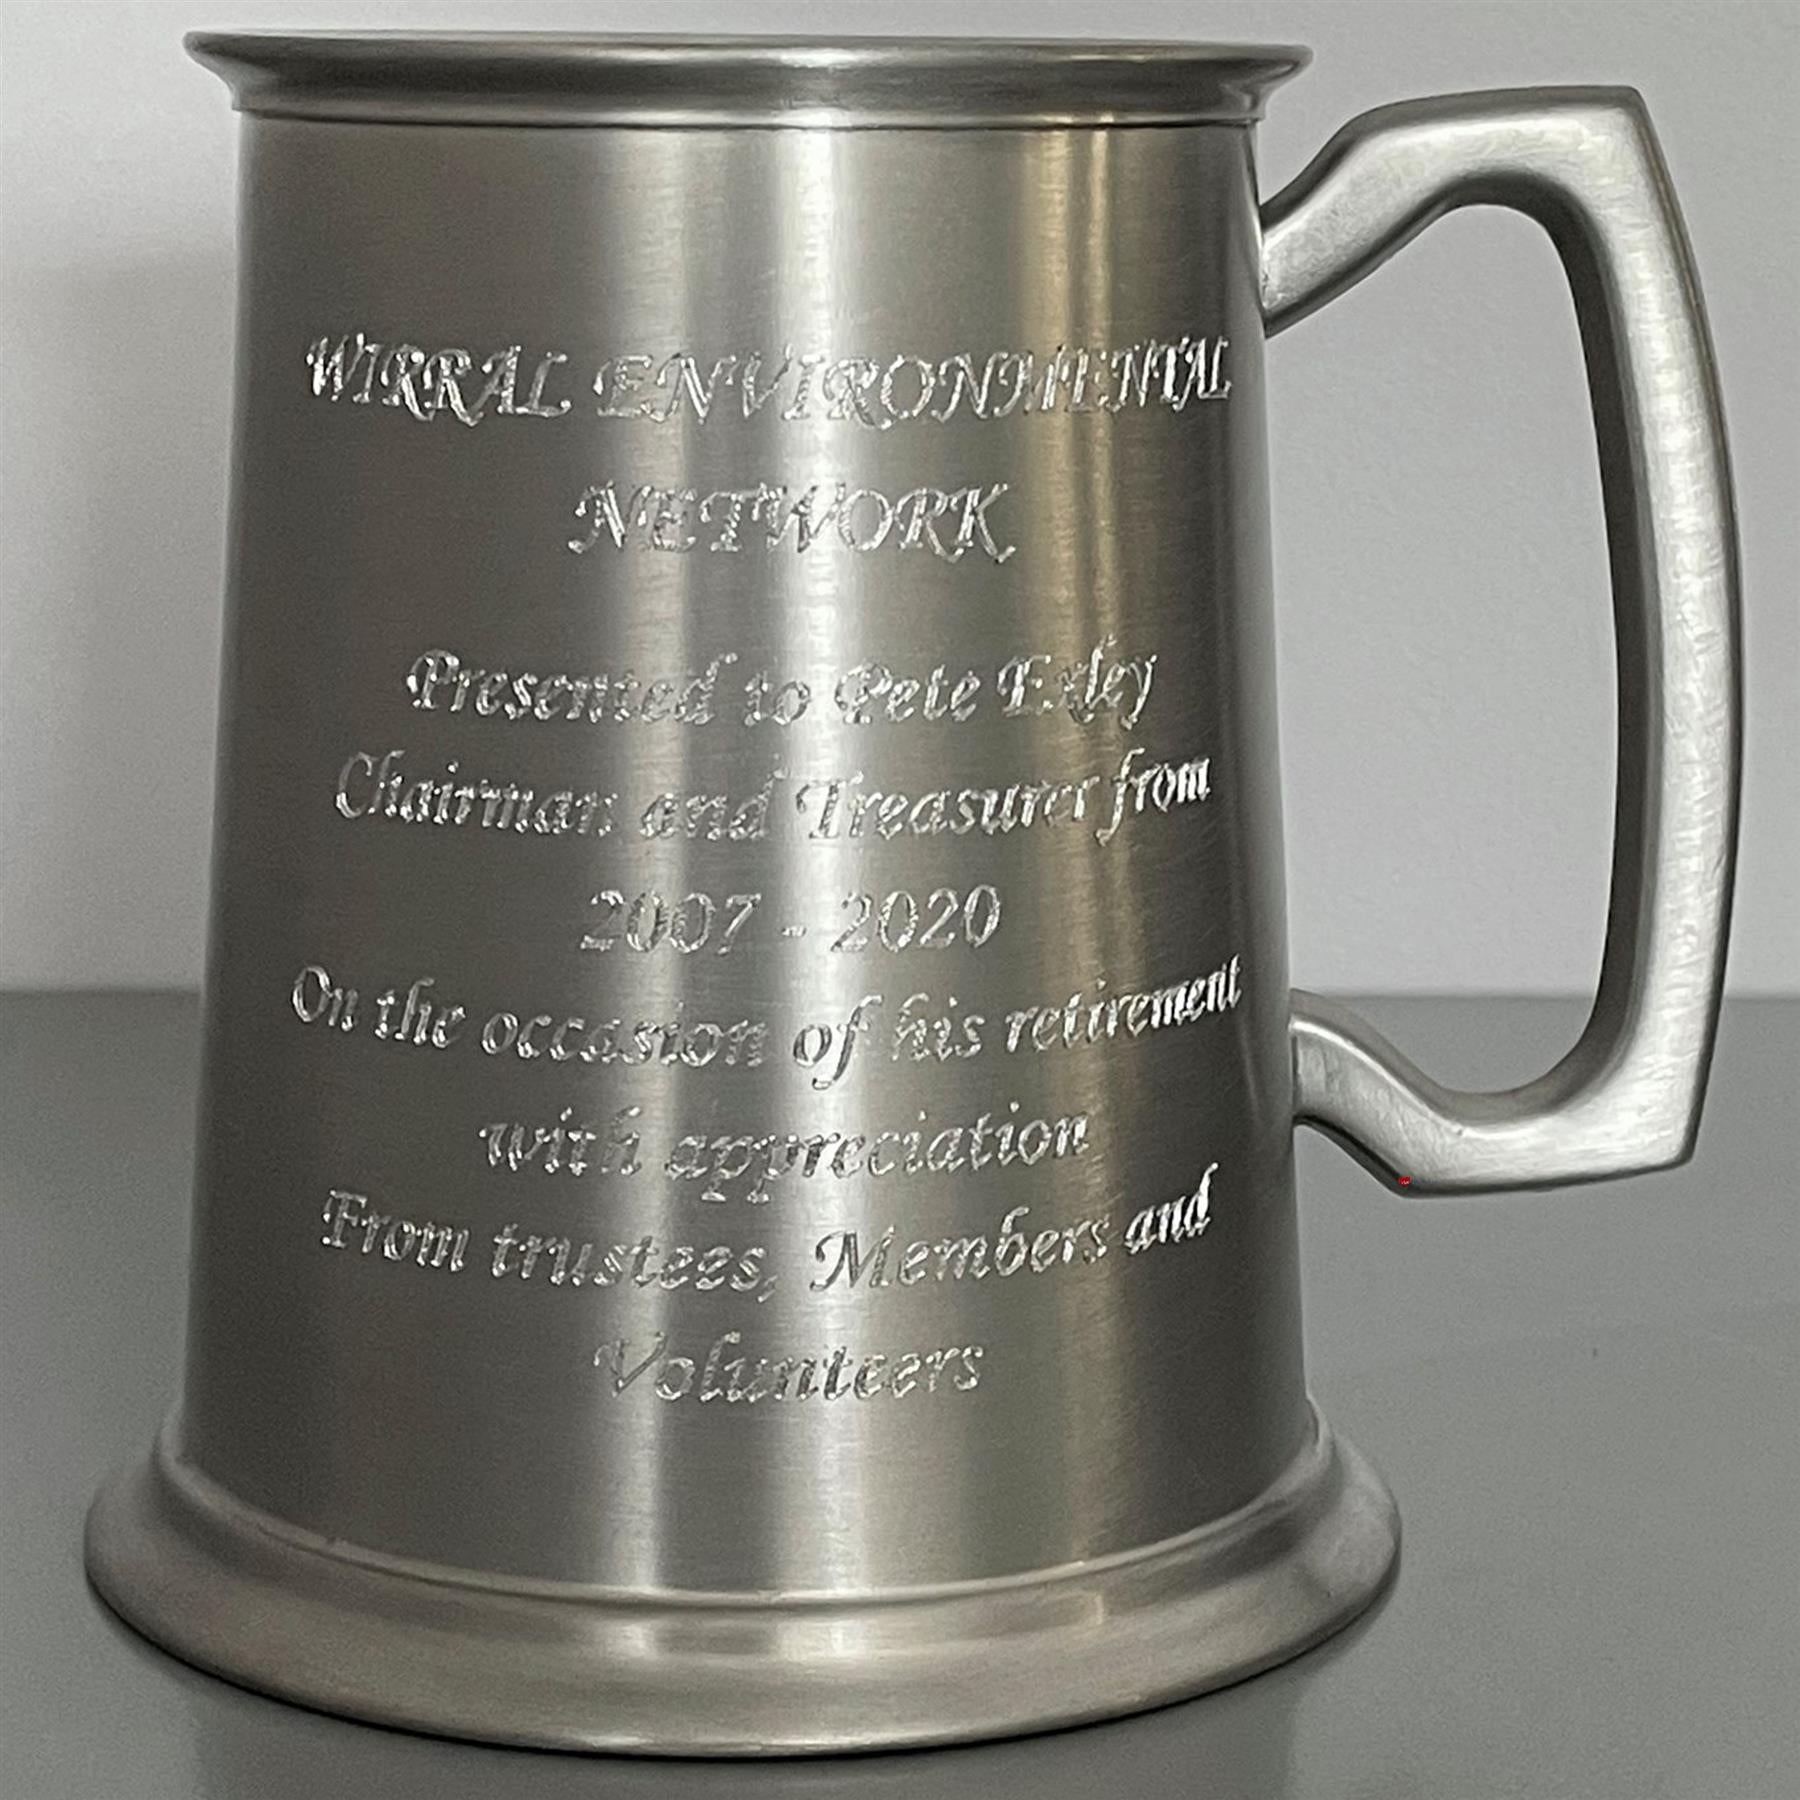 WIRRAL ENVIRONMENTAL
NETWORK
Presented to Pete Exley
Chairman and Treasurer from
2007 - 2020
On the occasion of his retirement
with appreciation
From trustees, Members and
Volunteers